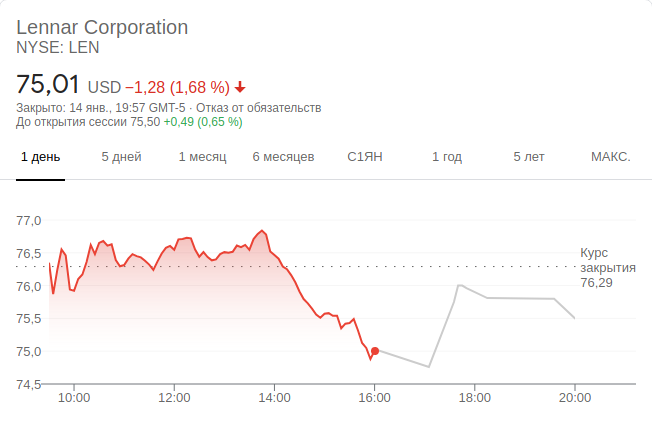 Lennar Corporation
NYSE: LEN
75,01 USD −1,28 (1,68 %)
Закрыто: 14 янв., 19:57 GMT-5 · Отказ от обязательств
До открытия сессии 75,50 +0,49 (0,65 %)
1 день 5 дней 1 месяц 6 месяцев С1ЯН 1 год 5 лет МАКС.
77,0
76,5
76,0
75,5
75,0
74,5
Курс
закрытия
76,29
10:00 12:00 14:00 16:00 18:00 20:00